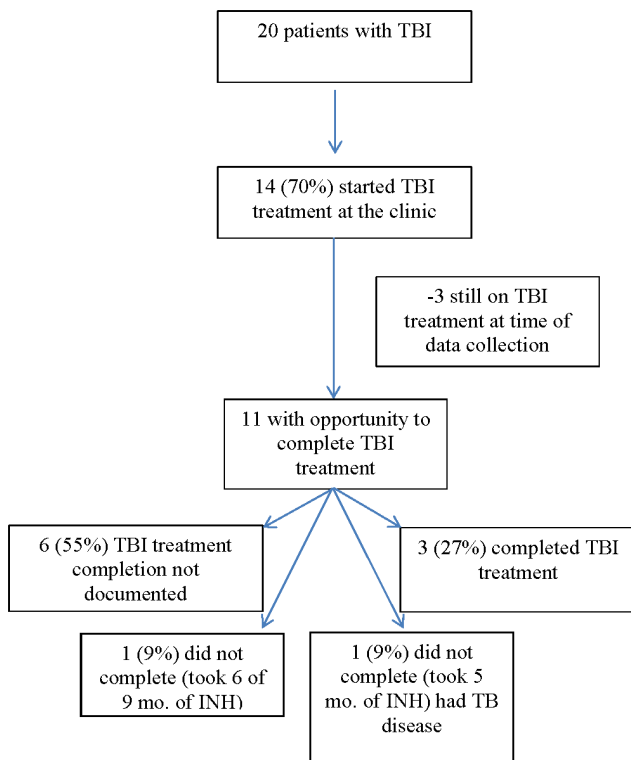 20 patients with TBI
14 (70%) started TBI
treatment at the clinic
-3 still on TBI
treatment at time of
data collection
11 with opportunity to
complete TBI
treatment
6 (55%) TBI treatment
completion not
documented
3 (27%) completed TBI
treatment
1 (9%) did not
complete (took 6 of
9 mo. of INH)
1 (9%) did not
complete (took 5
mo. of INH) had TB
disease